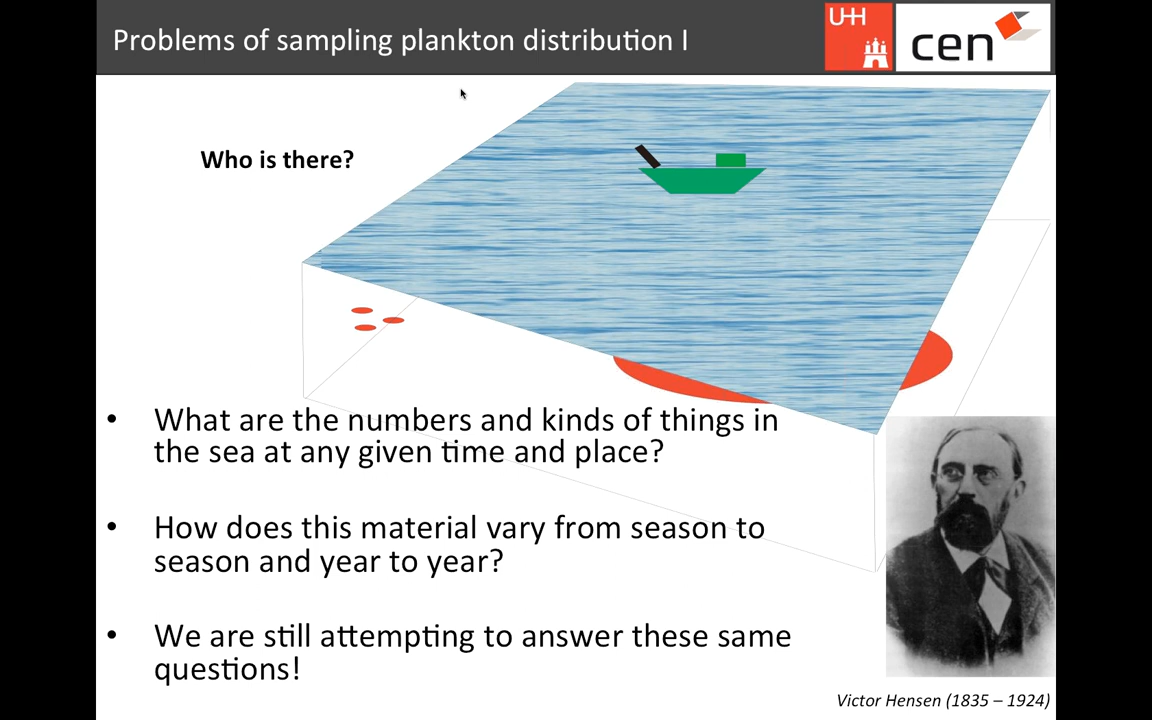 Problems of sampling plankton distribution I
UH
cen
Who is there?
• What are the numbers and kinds of things in
the sea at any given time and place?
• How does this material vary from season to
season and year to year?
• We are still attempting to answer these same
questions!
Victor Hensen (1835 – 1924)